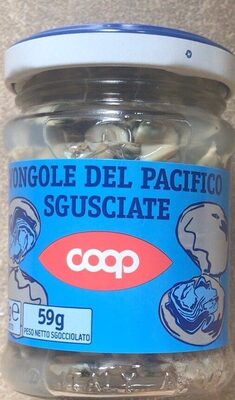 VONGOLE DEL PACIFICO
SGUSCIATE
coop
e
59g
PESO NETTO SGOCCIOLATO